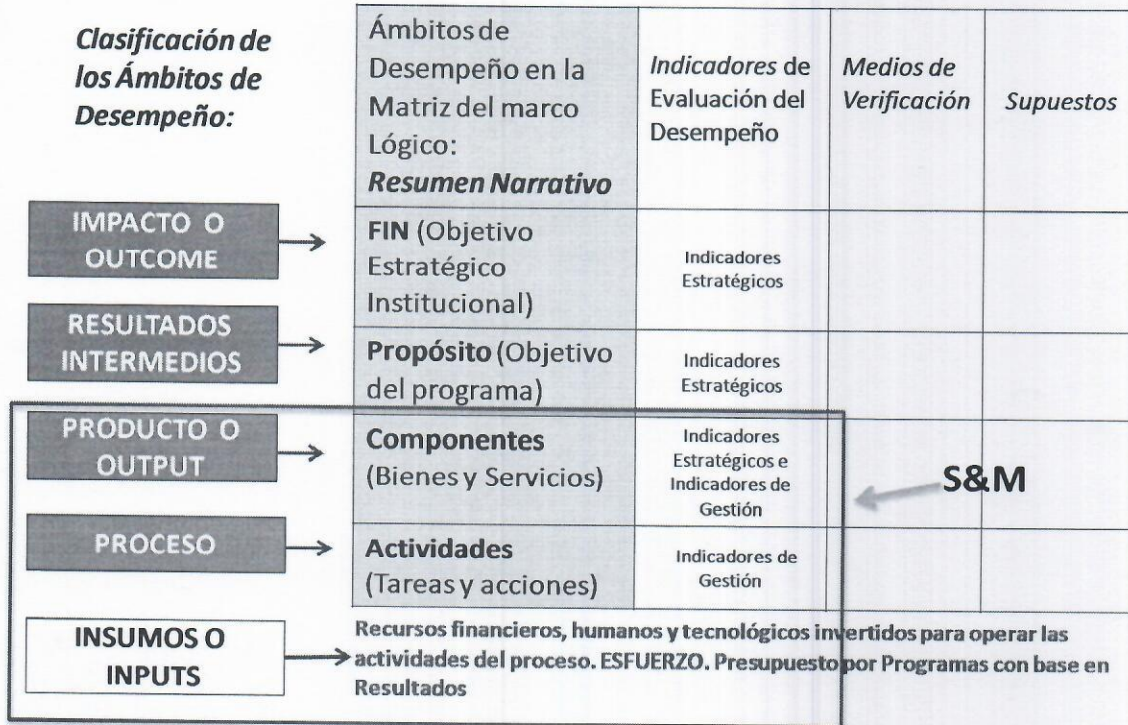 Clasificación de
los Ámbitos de
Desempeño:
Ámbitos de
Desempeño en la
Matriz del marco
Lógico:
Resumen Narrativo
Indicadores de
Evaluación del
Desempeño
Medios de
Verificación
Supuestos
IMPACTO O
OUTCOME
FIN (Objetivo
Estratégico
Institucional)
Indicadores
Estratégicos
RESULTADOS
INTERMEDIOS
Propósito (Objetivo
del programa)
Indicadores
Estratégicos
PRODUCTO O
OUTPUT
Componentes
(Bienes y Servicios)
Indicadores
Estratégicos e
Indicadores de
Gestión
S&M
PROCESO
Actividades
(Tareas y acciones)
Indicadores de
Gestión
INSUMOS O
INPUTS
Recursos financieros, humanos y tecnológicos invertidos para operar las
actividades del proceso. ESFUERZO. Presupuesto por Programas con base en
Resultados